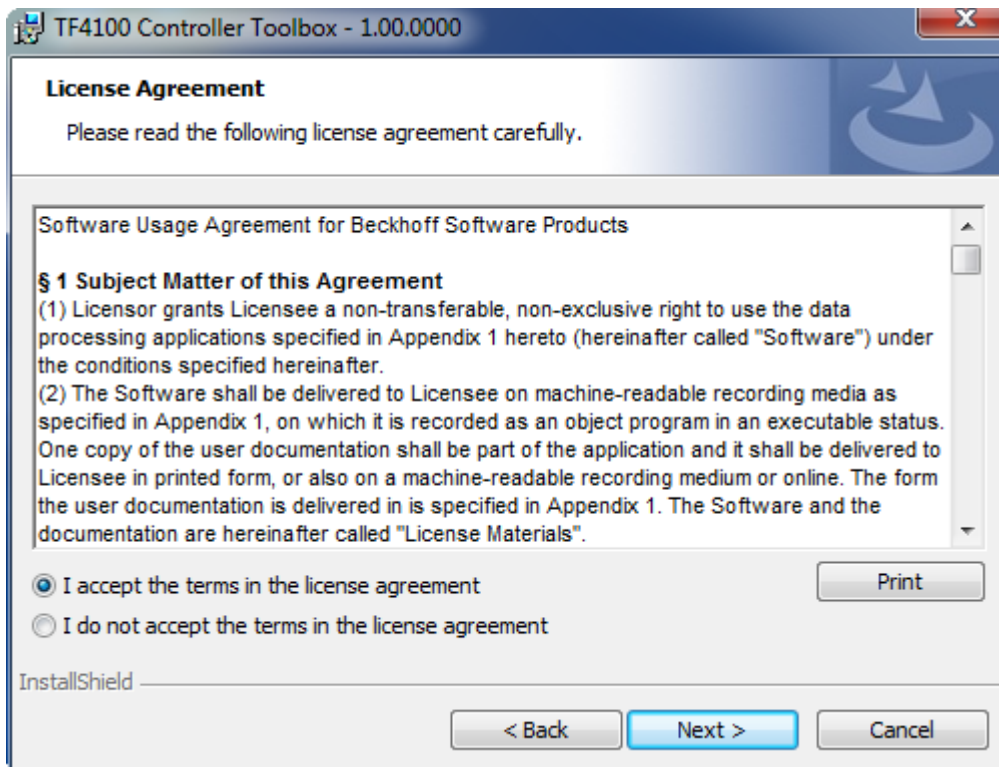 TF4100 Controller Toolbox - 1.00.0000
License Agreement
Please read the following license agreement carefully.
Software Usage Agreement for Beckhoff Software Products
§ 1 Subject Matter of this Agreement
(1) Licensor grants Licensee a non-transferable, non-exclusive right to use the data
processing applications specified in Appendix 1 hereto (hereinafter called "Software") under
the conditions specified hereinafter.
(2) The Software shall be delivered to Licensee on machine-readable recording media as
specified in Appendix 1, on which it is recorded as an object program in an executable status.
One copy of the user documentation shall be part of the application and it shall be delivered to
Licensee in printed form, or also on a machine-readable recording medium or online. The form
the user documentation is delivered in is specified in Appendix 1. The Software and the
documentation are hereinafter called "License Materials".
I accept the terms in the license agreement
Print
I do not accept the terms in the license agreement
InstallShield
< Back
Next >
Cancel